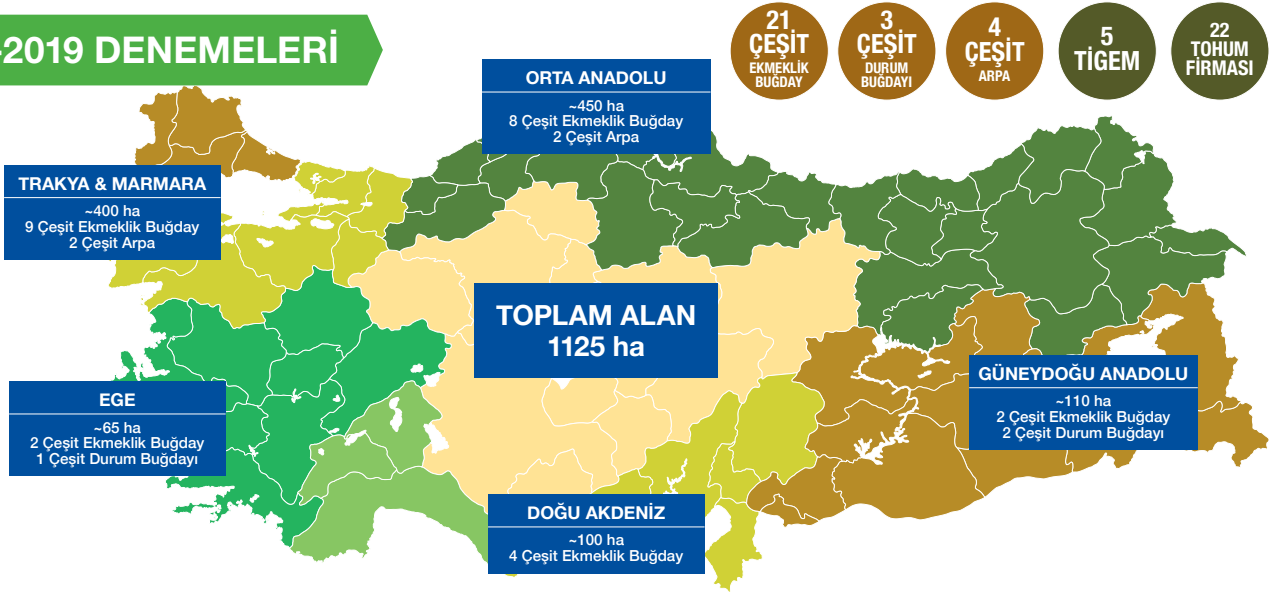 -2019 DENEMELERİ
21
ÇEŞİT
EKMEKLİK
BUĞDAY
3
ÇEŞİT
DURUM
BUĞDAYI
4
ÇEŞİT
ARPA
5
TİGEM
22
TOHUM
FİRMASI
ORTA ANADOLU
~450 ha
8 Çeşit Ekmeklik Buğday
2 Çeşit Arpa
TRAKYA & MARMARA
~400 ha
9 Çeşit Ekmeklik Buğday
2 Çeşit Arpa
TOPLAM ALAN
1125 ha
EGE
~65 ha
2 Çeşit Ekmeklik Buğday
1 Çeşit Durum Buğdayı
GÜNEYDOĞU ANADOLU
~110 ha
2 Çeşit Ekmeklik Buğday
2 Çeşit Durum Buğdayı
DOĞU AKDENİZ
~100 ha
4 Çeşit Ekmeklik Buğday